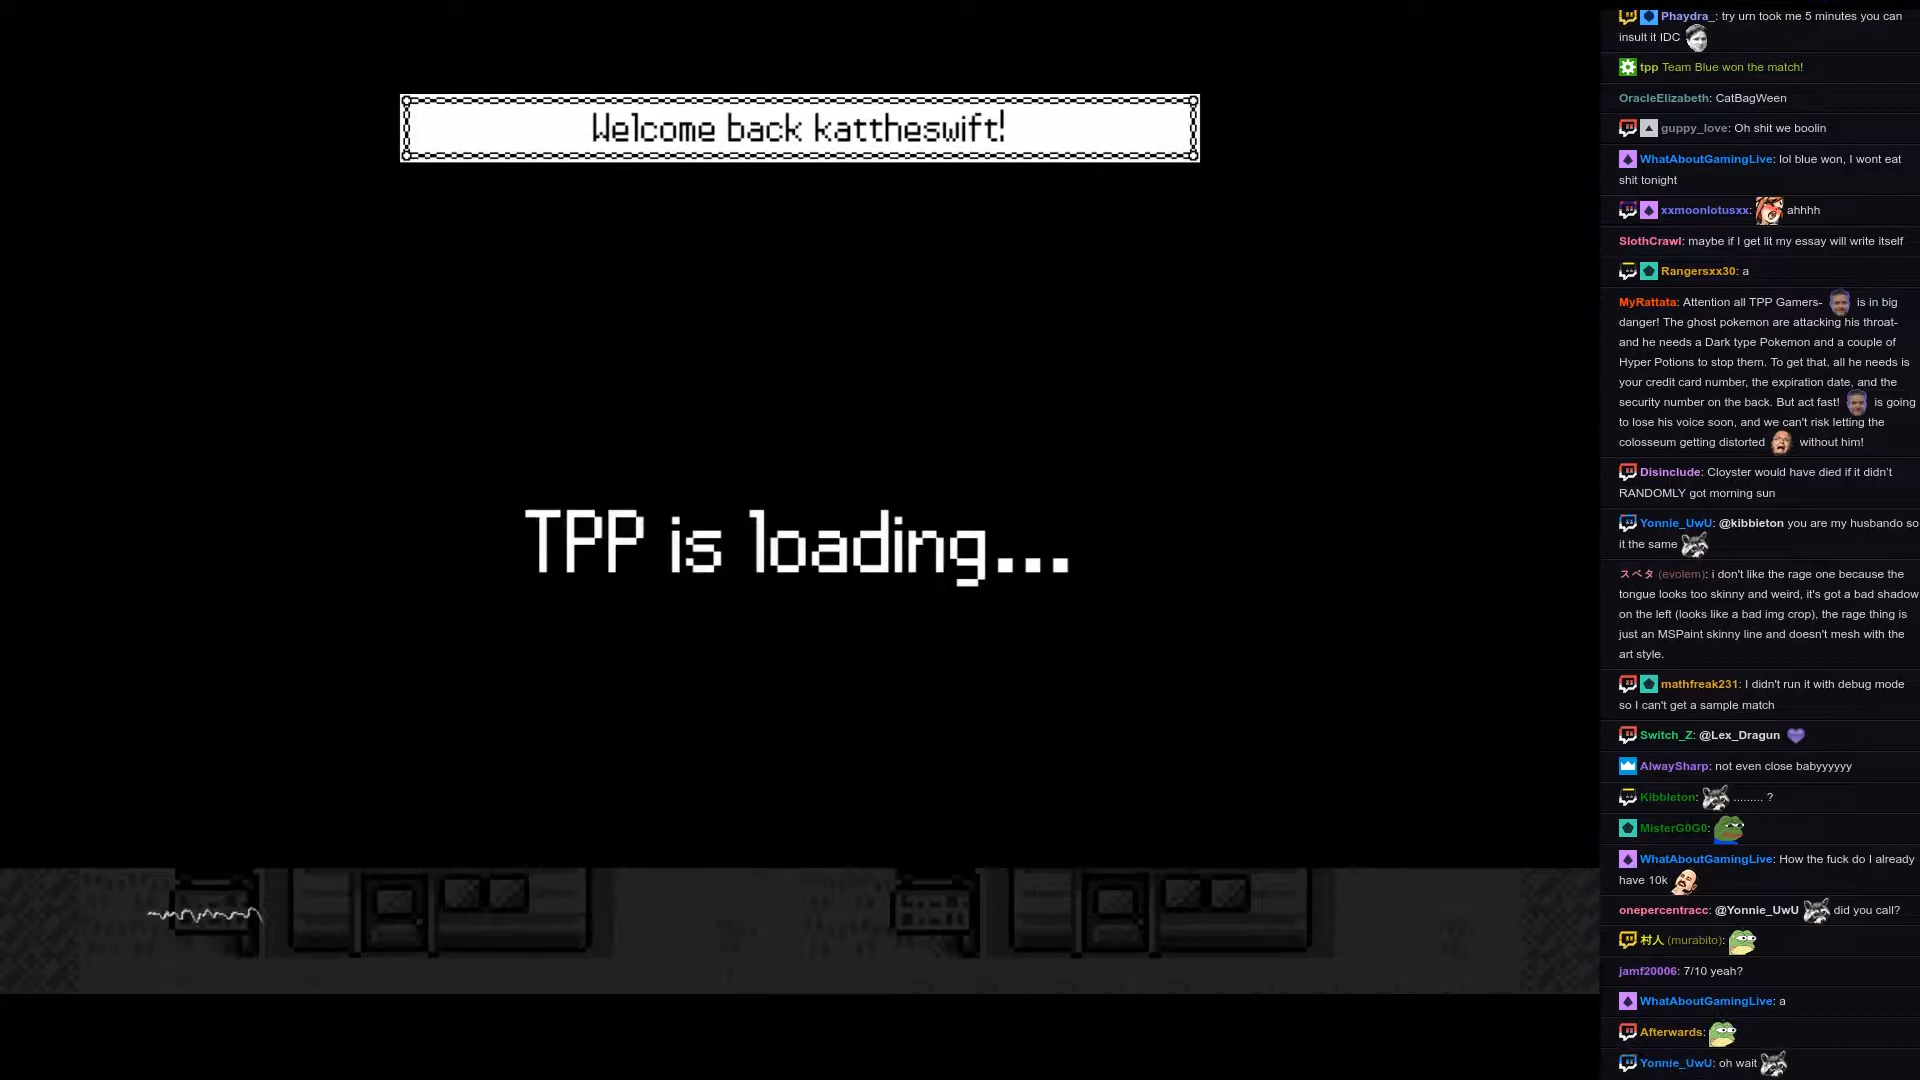 Welcome back kattheswift!
TPP is loading...
Phaydra_: try urn took me 5 minutes you can
insult it IDC
tpp Team Blue won the match!
OracleElizabeth: CatBagWeen
guppy_love: Oh shit we boolin
WhatAboutGamingLive: lol blue won, I wont eat
shit tonight
xxmoonlotusxx: ahhhh
SlothCrawl: maybe if I get lit my essay will write itself
Rangersxx30: a
MyRattata: Attention all TPP Gamers- is in big
danger! The ghost pokemon are attacking his throat-
and he needs a Dark type Pokemon and a couple of
Hyper Potions to stop them. To get that, all he needs is
your credit card number, the expiration date, and the
security number on the back. But act fast! is going
to lose his voice soon, and we can't risk letting the
colosseum getting distorted without him!
Disinclude: Cloyster would have died if it didn't
RANDOMLY got morning sun
Yonnie_UwU: @kibbieton you are my husbando so
it the same
スベタ (evolem): i don't like the rage one because the
tongue looks too skinny and weird, it's got a bad shadow
on the left (looks like a bad img crop), the rage thing is
just an MSPaint skinny line and doesn't mesh with the
art style.
mathfreak231: I didn't run it with debug mode
so I can't get a sample match
Switch_Z: @Lex_Dragun
AlwaySharp: not even close babyyyyyy
Kibbleton: ......... ?
MisterG0G0:
WhatAboutGamingLive: How the fuck do I already
have 10k
onepercentracc: @Yonnie_UwU did you call?
村人 (murabito):
jamf20006: 7/10 yeah?
WhatAboutGamingLive: a
Afterwards:
Yonnie_UwU: oh wait